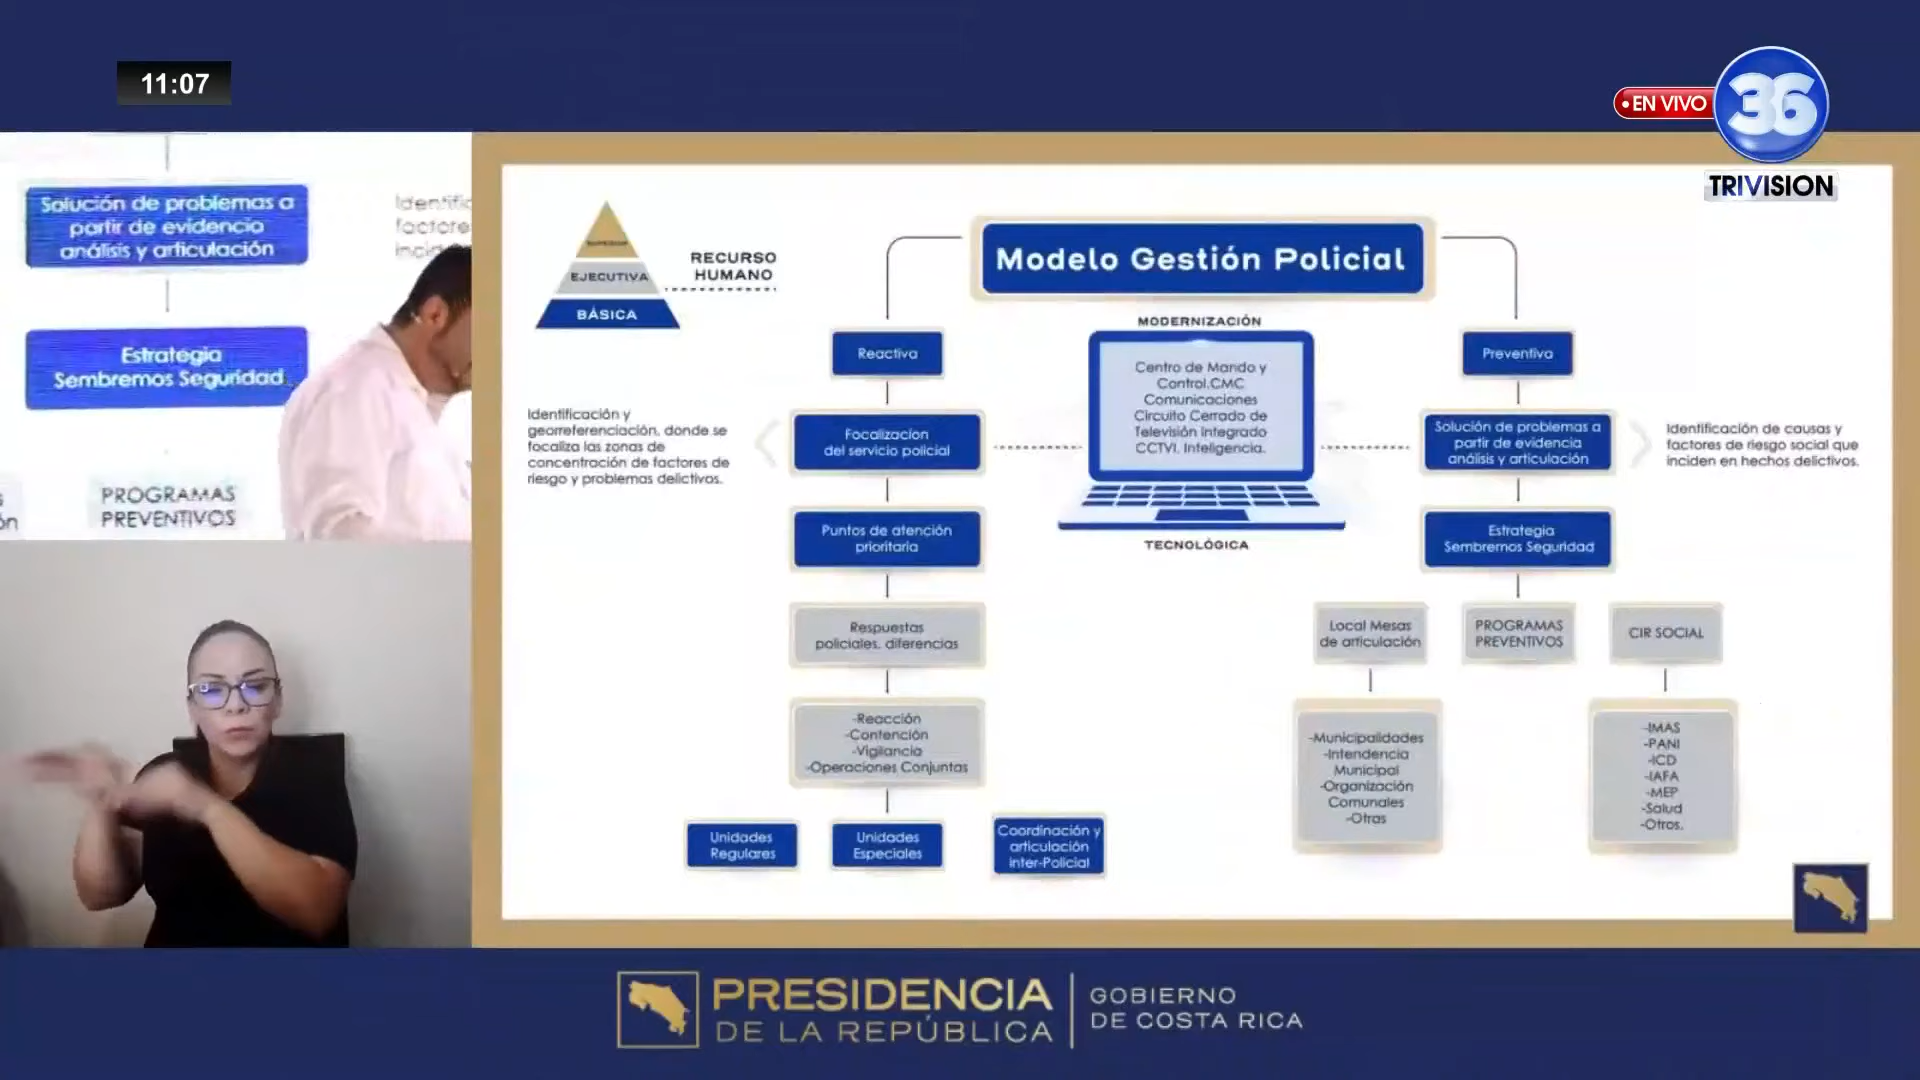 11:07
• EN VIVO
36
TRIVISION
Solución de problemas a
partir de evidencia
análisis y articulación
Estrategia
Sembremos Seguridad
PROGRAMAS
PREVENTIVOS
EJECUTIVA
BÁSICA
RECURSO
HUMANO
Modelo Gestión Policial
Reactiva
Focalizacion
del servicio policial
Identificación y
georreferenciación, donde se
focaliza las zonas de
concentración de factores de
riesgo y problemas delictivos.
Puntos de atención
prioritaria
Respuestas
policiales. diferencias
-Reacción
-Contención
-Vigilancia
-Operaciones Conjuntas
Unidades
Regulares
Unidades
Especiales
Coordinación y
articulación
inter-Policial
MODERNIZACIÓN
Centro de Mando y
Control.CMC
Comunicaciones
Circuito Cerrado de
Televisión Integrado
CCTVI. Inteligencia.
TECNOLÓGICA
Preventiva
Solución de problemas a
partir de evidencia
análisis y articulación
Identificación de causas y
factores de riesgo social que
inciden en hechos delictivos.
Estrategia
Sembremos Seguridad
Local Mesas
de articulación
PROGRAMAS
PREVENTIVOS
CIR SOCIAL
-Municipalidades
-Intendencia
Municipal
-Organización
Comunales
-Otras
-IMAS
-PANI
-ICD
-IAFA
-MEP
-Salud
-Otros.
PRESIDENCIA
DE LA REPÚBLICA
GOBIERNO
DE COSTA RICA